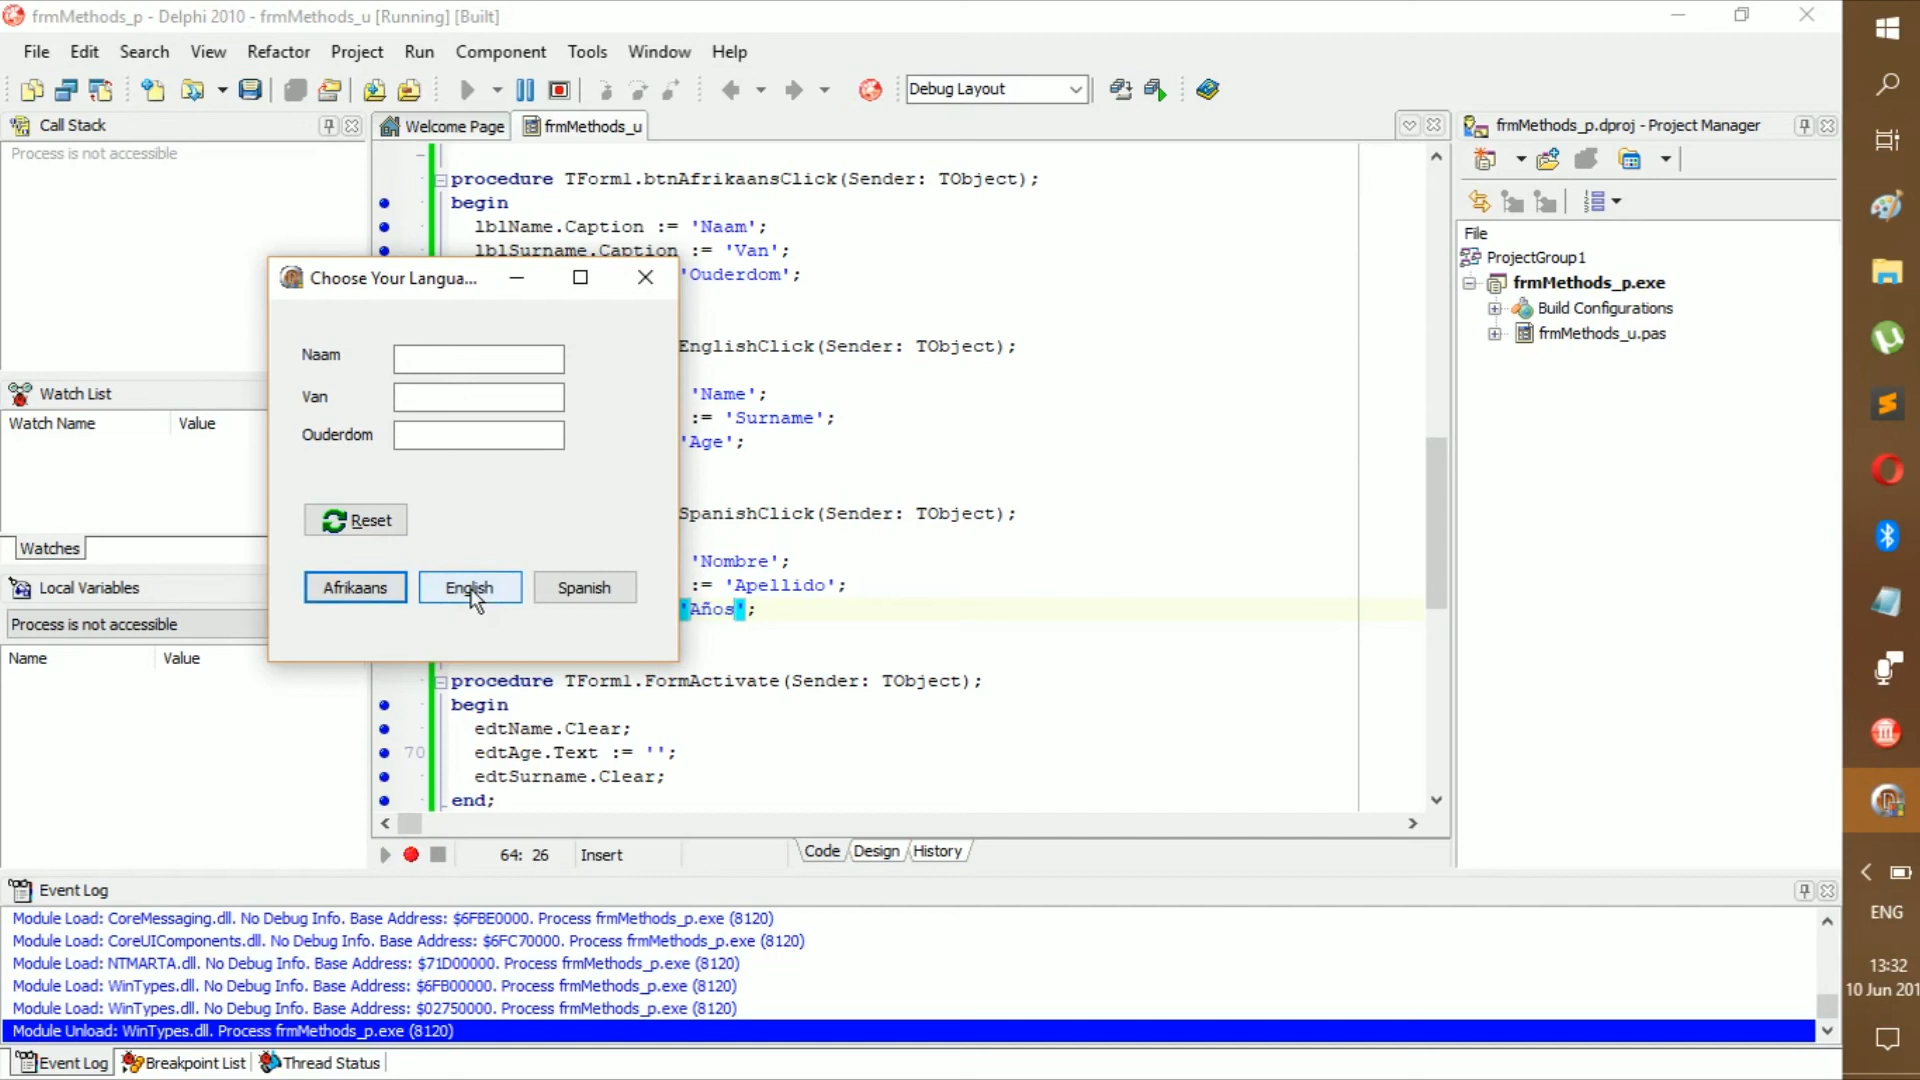 frmMethods_p - Delphi 2010 - frmMethods_u [Running] [Built]
File Edit Search View Refactor Project Run Component Tools Window Help
Debug Layout
Call Stack
Process is not accessible
Welcome Page frmMethods_u
procedure TForm1.btnAfrikaansClick(Sender: TObject);
begin
lblName.Caption := 'Naam';
lblSurname.Caption := 'Van';
'Ouderdom';
EnglishClick(Sender: TObject);
'Name';
:= 'Surname';
'Age';
SpanishClick(Sender: TObject);
'Nombre';
:= 'Apellido';
'Años';
procedure TForm1.FormActivate(Sender: TObject);
begin
edtName.Clear;
70 edtAge.Text := '';
edtSurname.Clear;
end;
Choose Your Langua...
Naam
Van
Ouderdom
Reset
Afrikaans English Spanish
Watch List
Watch Name Value
Watches
Local Variables
Process is not accessible
Name Value
64: 26 Insert
Code Design History
frmMethods_p.dproj - Project Manager
File
ProjectGroup1
frmMethods_p.exe
Build Configurations
frmMethods_u.pas
Event Log
Module Load: CoreMessaging.dll. No Debug Info. Base Address: $6FBE0000. Process frmMethods_p.exe (8120)
Module Load: CoreUIComponents.dll. No Debug Info. Base Address: $6FC70000. Process frmMethods_p.exe (8120)
Module Load: NTMARTA.dll. No Debug Info. Base Address: $71D00000. Process frmMethods_p.exe (8120)
Module Load: WinTypes.dll. No Debug Info. Base Address: $6FB00000. Process frmMethods_p.exe (8120)
Module Load: WinTypes.dll. No Debug Info. Base Address: $02750000. Process frmMethods_p.exe (8120)
Module Unload: WinTypes.dll. Process frmMethods_p.exe (8120)
Event Log Breakpoint List Thread Status
ENG
13:32
10 Jun 201